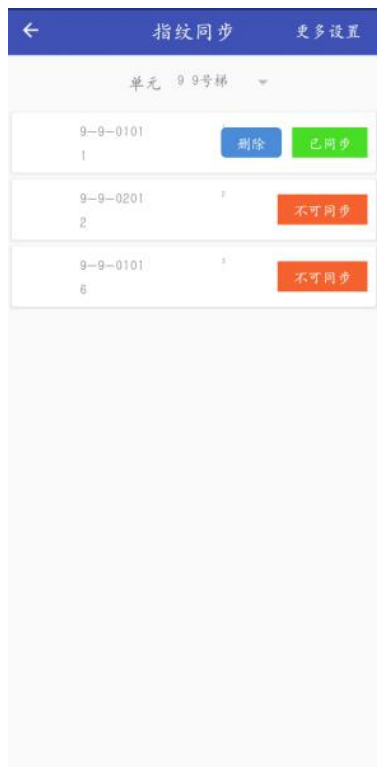 指纹同步 更多设置
单元 9 9号梯
9-9-0101
删除 已同步
1
9-9-0201 2
不可同步
2
9-9-0101 3
不可同步
6